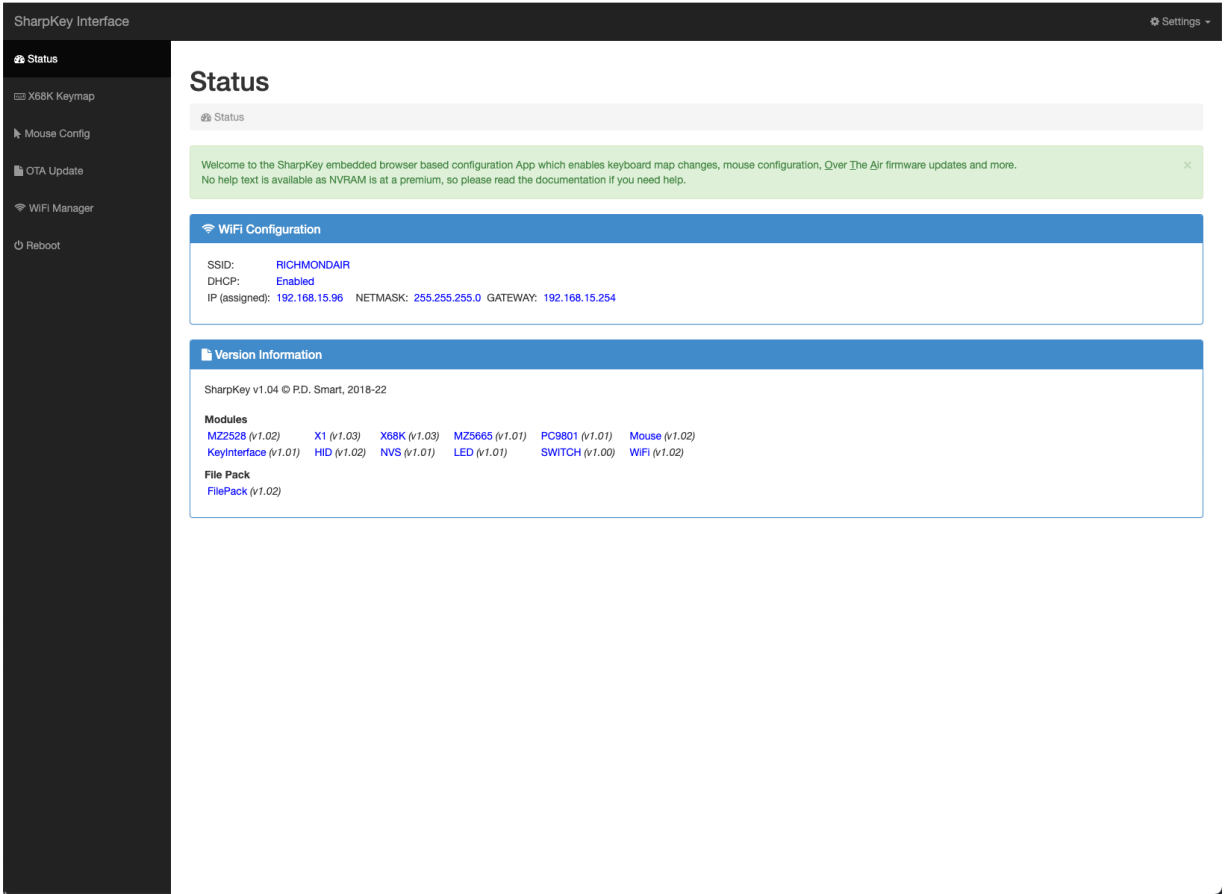 SharpKey Interface
Settings
Status
X68K Keymap
Mouse Config
OTA Update
WiFi Manager
Reboot
Status
Status
Welcome to the SharpKey embedded browser based configuration App which enables keyboard map changes, mouse configuration, Over The Air firmware updates and more.
No help text is available as NVRAM is at a premium, so please read the documentation if you need help.
×
WiFi Configuration
SSID: RICHMONDAIR
DHCP: Enabled
IP (assigned): 192.168.15.96 NETMASK: 255.255.255.0 GATEWAY: 192.168.15.254
Version Information
SharpKey v1.04 © P.D. Smart, 2018-22
Modules
MZ2528 (v1.02) X1 (v1.03) X68K (v1.03) MZ5665 (v1.01) PC9801 (v1.01) Mouse (v1.02)
KeyInterface (v1.01) HID (v1.02) NVS (v1.01) LED (v1.01) SWITCH (v1.00) WiFi (v1.02)
File Pack
FilePack (v1.02)